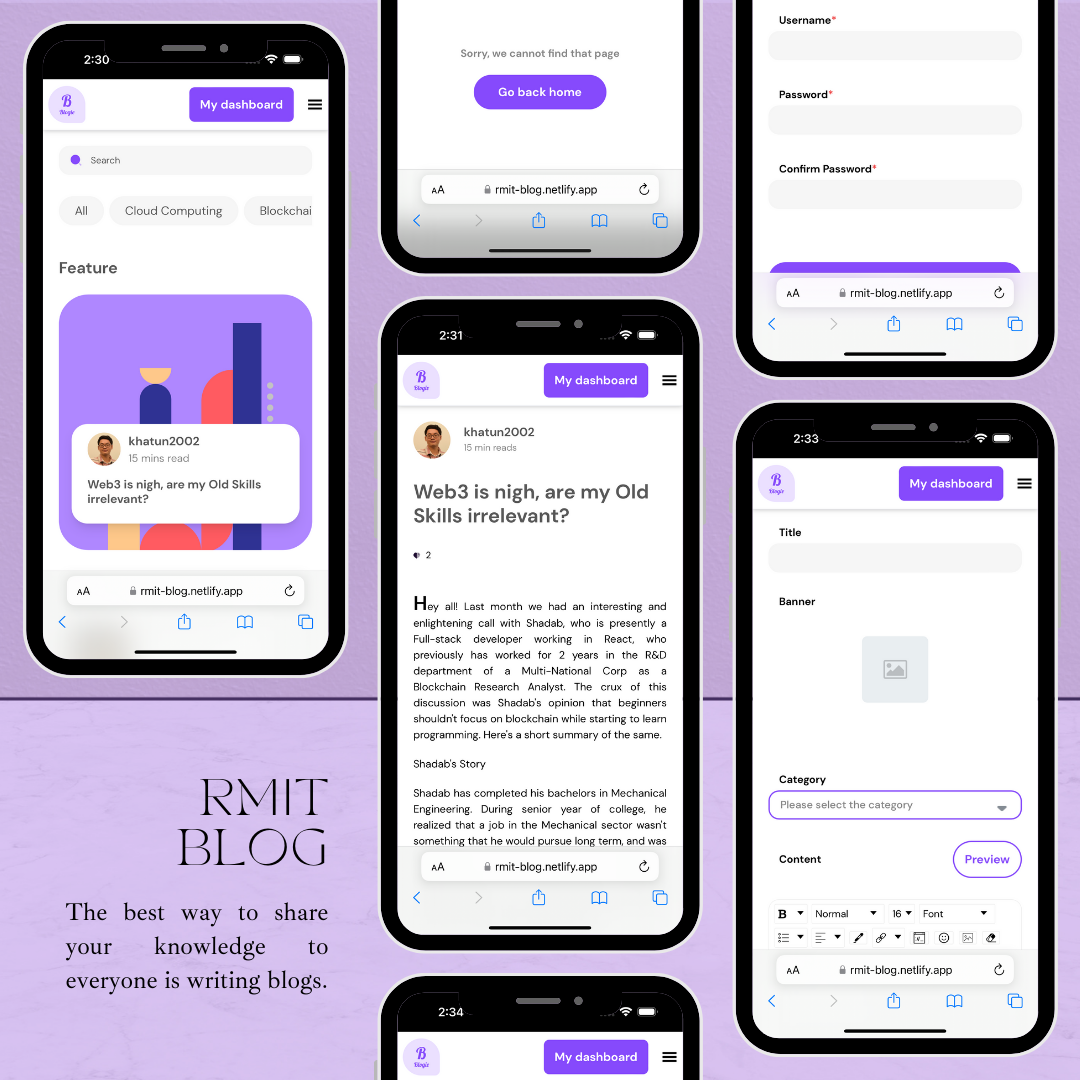 2:30
B
Blogie
My dashboard
Search
All
Cloud Computing
Blockchai
Feature
khatun2002
15 mins read
Web3 is nigh, are my Old Skills
irrelevant?
AA
rmit-blog.netlify.app
RMIT
BLOG
The best way to share
your knowledge to
everyone is writing blogs.
Sorry, we cannot find that page
Go back home
AA
rmit-blog.netlify.app
2:31
B
Blogie
My dashboard
khatun2002
15 min reads
Web3 is nigh, are my Old
Skills irrelevant?
2
Hey all! Last month we had an interesting and
enlightening call with Shadab, who is presently a
Full-stack developer working in React, who
previously has worked for 2 years in the R&D
department of a Multi-National Corp as a
Blockchain Research Analyst. The crux of this
discussion was Shadab's opinion that beginners
shouldn't focus on blockchain while starting to learn
programming. Here's a short summary of the same.
Shadab's Story
Shadab has completed his bachelors in Mechanical
Engineering. During senior year of college, he
realized that a job in the Mechanical sector wasn't
something that he would pursue long term, and was
AA
rmit-blog.netlify.app
2:34
B
Blogie
My dashboard
Username*
Password*
Confirm Password*
AA
rmit-blog.netlify.app
2:33
B
Blogie
My dashboard
Title
Banner
Category
Please select the category
Content
Preview
B
Normal
16
Font
AA
rmit-blog.netlify.app